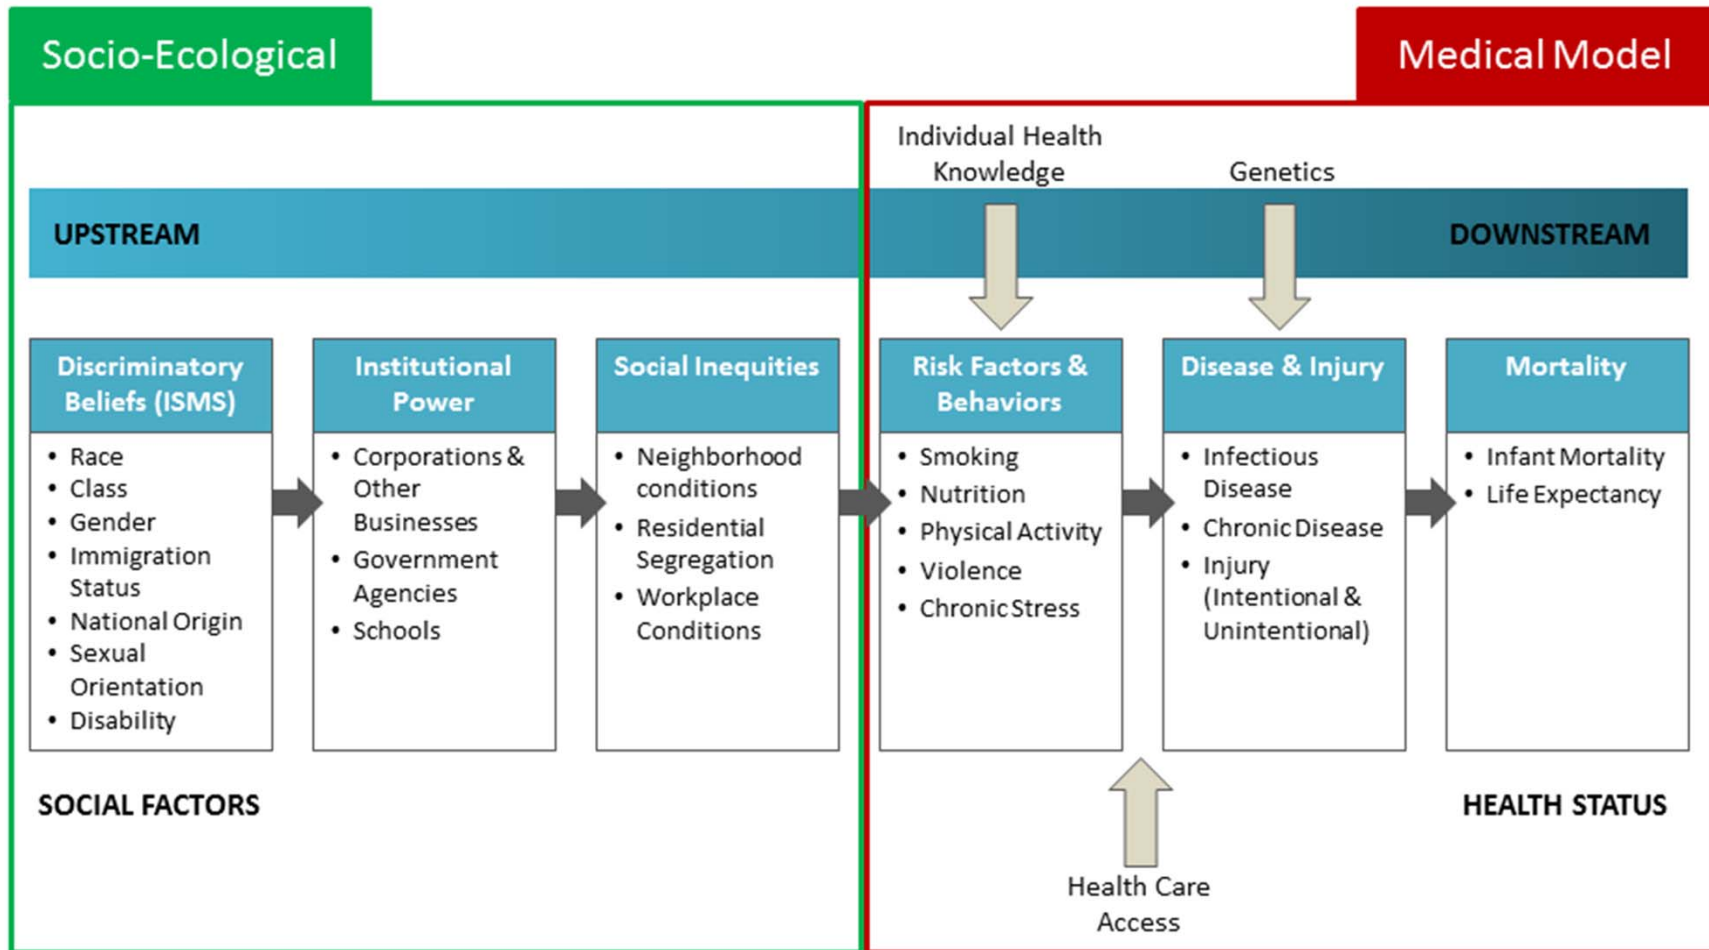 Socio-Ecological
Medical Model
Individual Health
Knowledge
Genetics
UPSTREAM
DOWNSTREAM
Discriminatory
Beliefs (ISMS)
• Race
• Class
• Gender
• Immigration
Status
• National Origin
• Sexual
Orientation
• Disability
Institutional
Power
• Corporations &
Other
Businesses
• Government
Agencies
• Schools
Social Inequities
• Neighborhood
conditions
• Residential
Segregation
• Workplace
Conditions
Risk Factors &
Behaviors
• Smoking
• Nutrition
• Physical Activity
• Violence
• Chronic Stress
Disease & Injury
• Infectious
Disease
• Chronic Disease
• Injury
(Intentional &
Unintentional)
Mortality
• Infant Mortality
• Life Expectancy
SOCIAL FACTORS
HEALTH STATUS
Health Care
Access